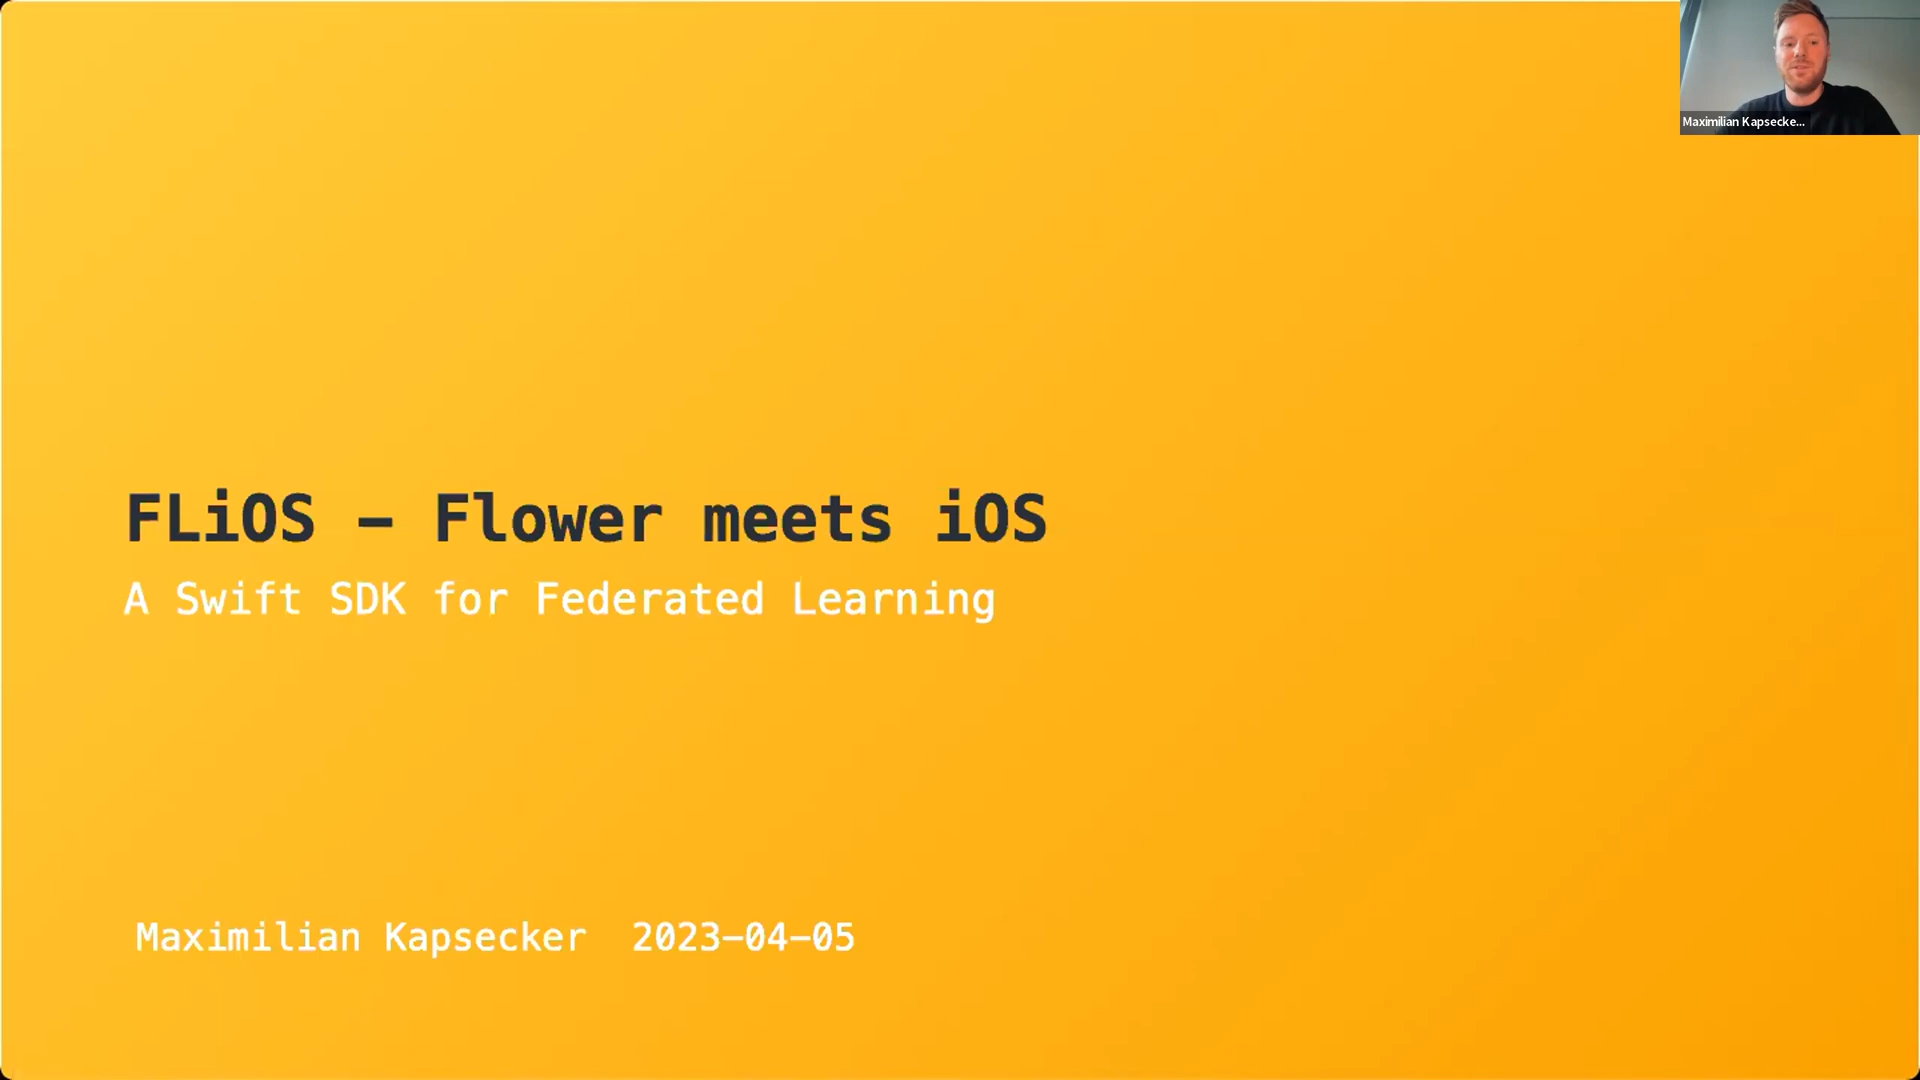 Maximilian Kapsecke...
FLiOS – Flower meets iOS
A Swift SDK for Federated Learning
Maximilian Kapsecker 2023–04–05